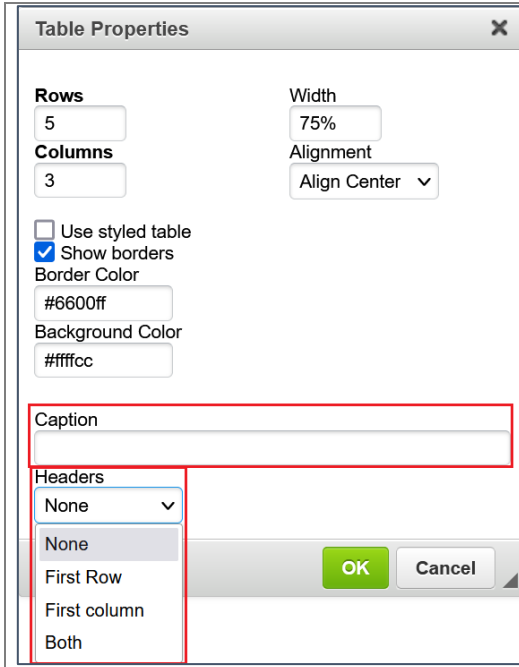 Table Properties
Rows
Width
5
75%
Columns
Alignment
3
Align Center
Use styled table
Show borders
Border Color
#6600ff
Background Color
#ffffcc
Caption
Headers
None
None
First Row
First column
Both
OK
Cancel